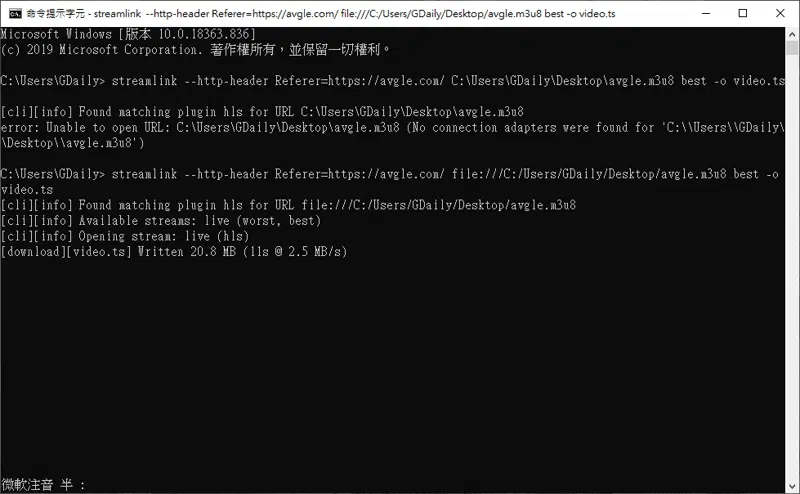 命令提示字元 - streamlink --http-header Referer=https://avgle.com/ file:///C:/Users/GDaily/Desktop/avgle.m3u8 best -o video.ts
Microsoft Windows [版本 10.0.18363.836]
(c) 2019 Microsoft Corporation. 著作權所有，並保留一切權利。
C:\Users\GDaily> streamlink --http-header Referer=https://avgle.com/ C:\Users\GDaily\Desktop\avgle.m3u8 best -o video.ts
[cli][info] Found matching plugin hls for URL C:\Users\GDaily\Desktop\avgle.m3u8
error: Unable to open URL: C:\Users\GDaily\Desktop\avgle.m3u8 (No connection adapters were found for 'C:\\Users\\GDaily\
\Desktop\\avgle.m3u8')
C:\Users\GDaily> streamlink --http-header Referer=https://avgle.com/ file:///C:/Users/GDaily/Desktop/avgle.m3u8 best -o
video.ts
[cli][info] Found matching plugin hls for URL file:///C:/Users/GDaily/Desktop/avgle.m3u8
[cli][info] Available streams: live (worst, best)
[cli][info] Opening stream: live (hls)
[download][video.ts] Written 20.8 MB (11s @ 2.5 MB/s)
微軟注音 半 :